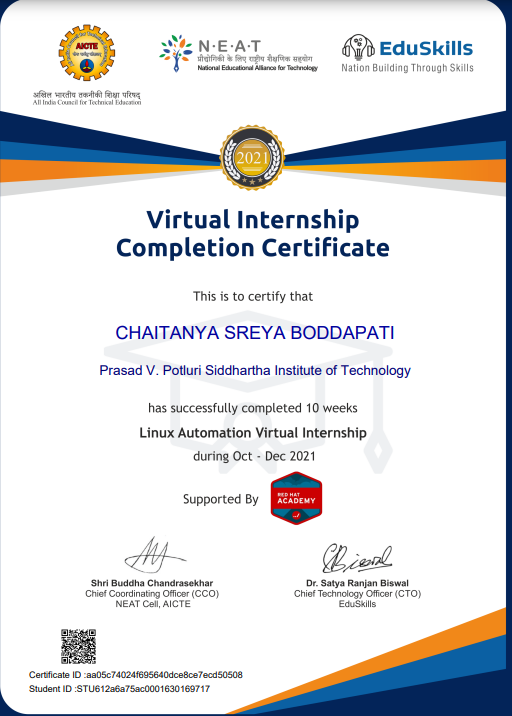 AICTE
अखिल भारतीय तकनीकी शिक्षा परिषद्
All India Council for Technical Education
N·E·A·T
प्रौद्योगिकी के लिए राष्ट्रीय शैक्षणिक सहयोग
National Educational Alliance for Technology
EduSkills
Nation Building Through Skills
2021
Virtual Internship
Completion Certificate
This is to certify that
CHAITANYA SREYA BODDAPATI
Prasad V. Potluri Siddhartha Institute of Technology
has successfully completed 10 weeks
Linux Automation Virtual Internship
during Oct - Dec 2021
Supported By
RED HAT
ACADEMY
Shri Buddha Chandrasekhar
Chief Coordinating Officer (CCO)
NEAT Cell, AICTE
Dr. Satya Ranjan Biswal
Chief Technology Officer (CTO)
EduSkills
Certificate ID :aa05c74024f695640dce8ce7ecd50508
Student ID :STU612a6a75ac0001630169717